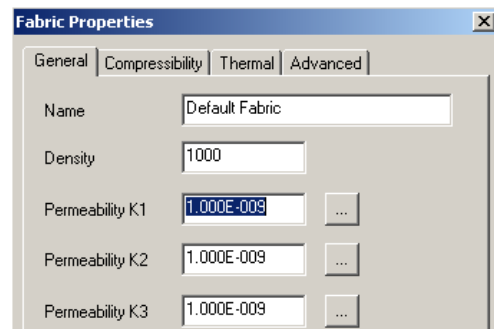 Fabric Properties
General Compressibility Thermal Advanced
Name Default Fabric
Density 1000
Permeability K1 1.000E-009 ...
Permeability K2 1.000E-009 ...
Permeability K3 1.000E-009 ...